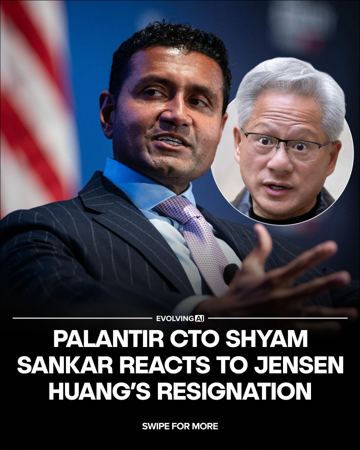 EVOLVING AI
PALANTIR CTO SHYAM
SANKAR REACTS TO JENSEN
HUANG'S RESIGNATION
SWIPE FOR MORE